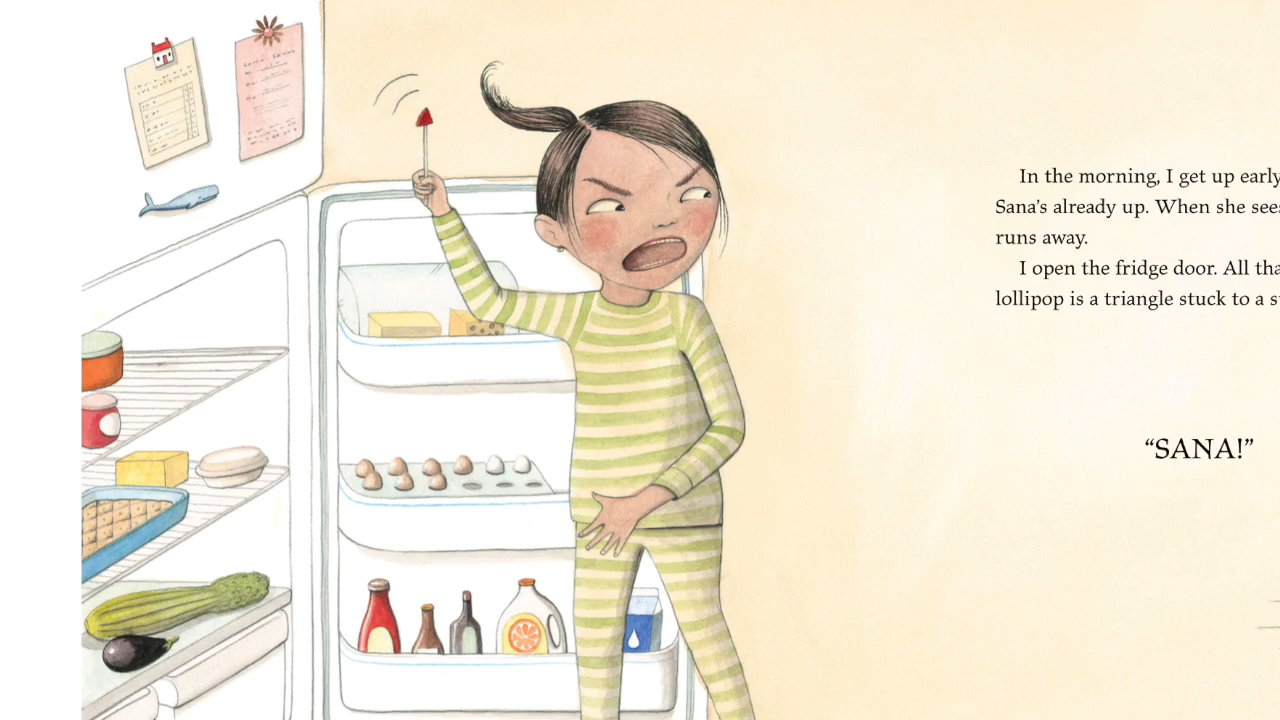 In the morning, I get up early
Sana’s already up. When she see
runs away.
I open the fridge door. All tha
lollipop is a triangle stuck to a s
“SANA!”